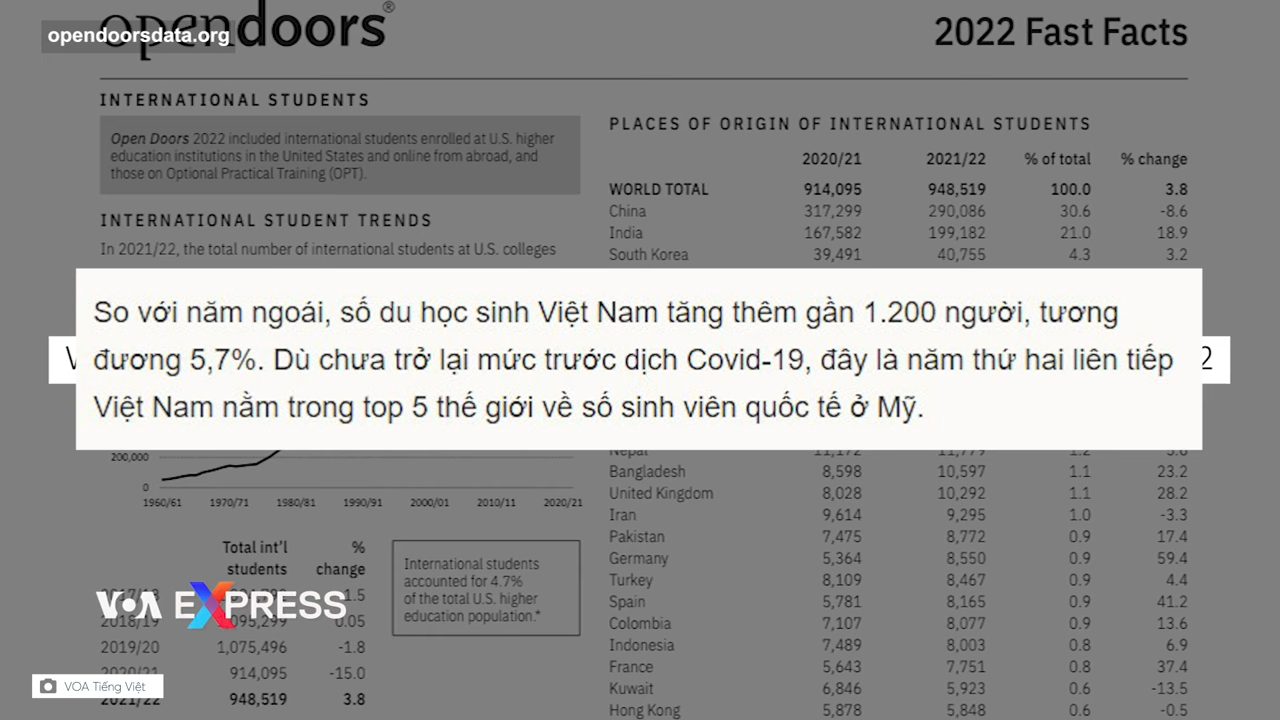 opendoorsdata.org
opendoors®
2022 Fast Facts
INTERNATIONAL STUDENTS
Open Doors 2022 included international students enrolled at U.S. higher
education institutions in the United States and online from abroad, and
those on Optional Practical Training (OPT).
INTERNATIONAL STUDENT TRENDS
In 2021/22, the total number of international students at U.S. colleges
PLACES OF ORIGIN OF INTERNATIONAL STUDENTS
2020/21 2021/22 % of total % change
WORLD TOTAL 914,095 948,519 100.0 3.8
China 317,299 290,086 30.6 -8.6
India 167,582 199,182 21.0 18.9
South Korea 39,491 40,755 4.3 3.2
So với năm ngoái, số du học sinh Việt Nam tăng thêm gần 1.200 người, tương
đương 5,7%. Dù chưa trở lại mức trước dịch Covid-19, đây là năm thứ hai liên tiếp
Việt Nam nằm trong top 5 thế giới về số sinh viên quốc tế ở Mỹ.
V
2
200,000
0
1960/61 1970/71 1980/81 1990/91 2000/01 2010/11 2020/21
Total int'l %
students change
1.5
2018/19 1,095,299 0.05
2019/20 1,075,496 -1.8
2020/21 914,095 -15.0
2021/22 948,519 3.8
International students
accounted for 4.7%
of the total U.S. higher
education population.*
Nepal 11,172 11,779 1.2 5.6
Bangladesh 8,598 10,597 1.1 23.2
United Kingdom 8,028 10,292 1.1 28.2
Iran 9,614 9,295 1.0 -3.3
Pakistan 7,475 8,772 0.9 17.4
Germany 5,364 8,550 0.9 59.4
Turkey 8,109 8,467 0.9 4.4
Spain 5,781 8,165 0.9 41.2
Colombia 7,107 8,077 0.9 13.6
Indonesia 7,489 8,003 0.8 6.9
France 5,643 7,751 0.8 37.4
Kuwait 6,846 5,923 0.6 -13.5
Hong Kong 5,878 5,848 0.6 -0.5
VOA EXPRESS
VOA Tiếng Việt